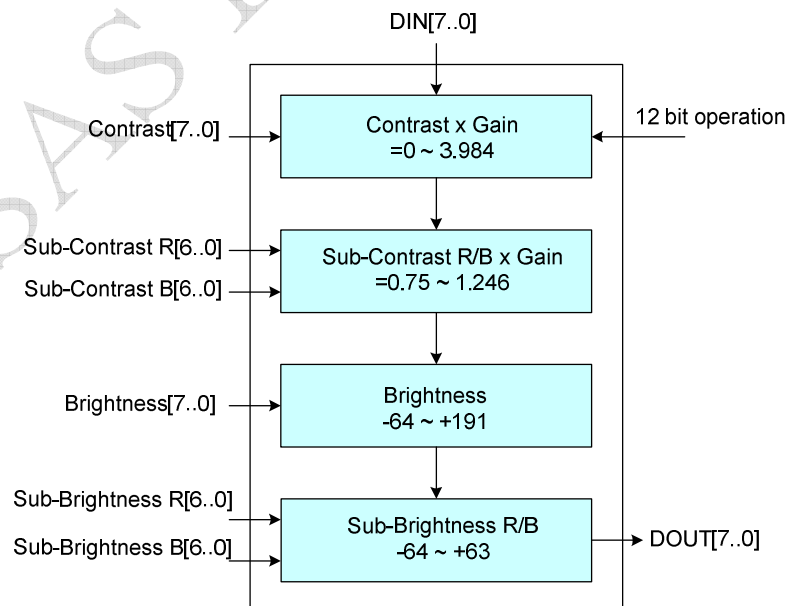 DIN[7..0]
Contrast[7..0]
Contrast x Gain
=0 ~ 3.984
12 bit operation
Sub-Contrast R[6..0]
Sub-Contrast B[6..0]
Sub-Contrast R/B x Gain
=0.75 ~ 1.246
Brightness[7..0]
Brightness
-64 ~ +191
Sub-Brightness R[6..0]
Sub-Brightness B[6..0]
Sub-Brightness R/B
-64 ~ +63
DOUT[7..0]
SAS